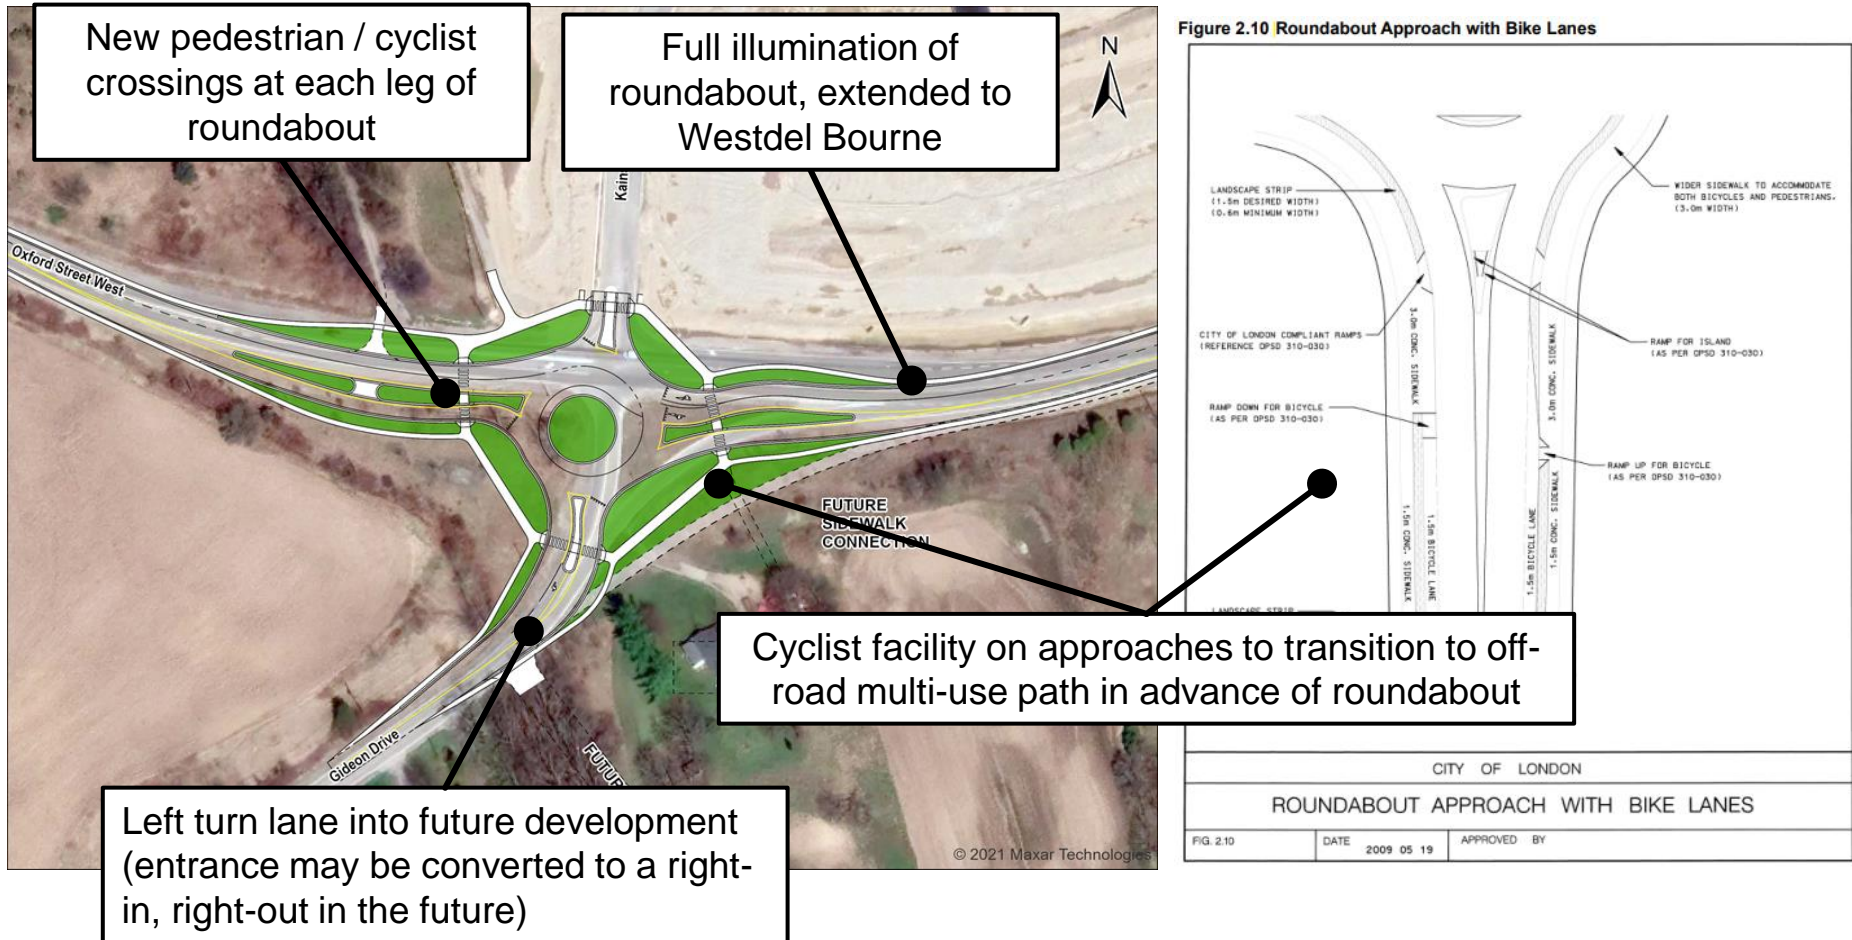 New pedestrian / cyclist
crossings at each leg of
roundabout
Full illumination of
roundabout, extended to
Westdel Bourne
N
Oxford Street West
FUTURE
SIDEWALK
CONNECTION
Gideon Drive
© 2021 Maxar Technologies
Cyclist facility on approaches to transition to off-
road multi-use path in advance of roundabout
Left turn lane into future development
(entrance may be converted to a right-
in, right-out in the future)
Figure 2.10 Roundabout Approach with Bike Lanes
LANDSCAPE STRIP
(1.5m DESIRED WIDTH)
(0.6m MINIMUM WIDTH)
WIDER SIDEWALK TO ACCOMMODATE
BOTH BICYCLES AND PEDESTRIANS.
(3.0m WIDTH)
CITY OF LONDON COMPLIANT RAMPS
(REFERENCE OPSD 310-030)
RAMP FOR ISLAND
(AS PER OPSD 310-030)
RAMP DOWN FOR BICYCLE
(AS PER OPSD 310-030)
RAMP UP FOR BICYCLE
(AS PER OPSD 310-030)
3.0m CONC. SIDEWALK
3.0m CONC. SIDEWALK
1.5m CONC. SIDEWALK
1.5m BICYCLE LANE
1.5m BICYCLE LANE
1.5m CONC. SIDEWALK
LANDSCAPE STRIP
CITY OF LONDON
ROUNDABOUT APPROACH WITH BIKE LANES
FIG. 2.10
DATE 2009 05 19
APPROVED BY